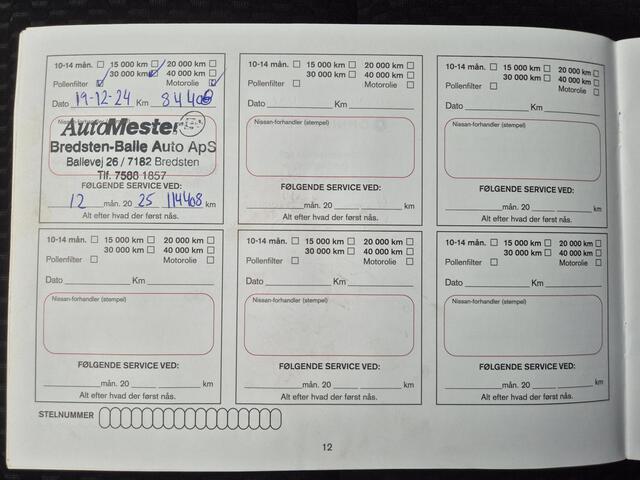 10-14 mån. 15 000 km 20 000 km
30 000 km 40 000 km
Pollenfilter Motorolie
Dato 19-12-24 Km 84408
Nissan-forhandler (stempel)
AutoMester
Bredsten-Balle Auto ApS
Ballevej 26 / 7182 Bredsten
Tlf. 7588 1857
FØLGENDE SERVICE VED:
12 mån. 20 25 114408 km
Alt efter hvad der først nås.
10-14 mån. 15 000 km 20 000 km
30 000 km 40 000 km
Pollenfilter Motorolie
Dato Km
Nissan-forhandler (stempel)
FØLGENDE SERVICE VED:
mån. 20 km
Alt efter hvad der først nås.
10-14 mån. 15 000 km 20 000 km
30 000 km 40 000 km
Pollenfilter Motorolie
Dato Km
Nissan-forhandler (stempel)
FØLGENDE SERVICE VED:
mån. 20 km
Alt efter hvad der først nås.
10-14 mån. 15 000 km 20 000 km
30 000 km 40 000 km
Pollenfilter Motorolie
Dato Km
Nissan-forhandler (stempel)
FØLGENDE SERVICE VED:
mån. 20 km
Alt efter hvad der først nås.
10-14 mån. 15 000 km 20 000 km
30 000 km 40 000 km
Pollenfilter Motorolie
Dato Km
Nissan-forhandler (stempel)
FØLGENDE SERVICE VED:
mån. 20 km
Alt efter hvad der først nås.
10-14 mån. 15 000 km 20 000 km
30 000 km 40 000 km
Pollenfilter Motorolie
Dato Km
Nissan-forhandler (stempel)
FØLGENDE SERVICE VED:
mån. 20 km
Alt efter hvad der først nås.
STELNUMMER
12